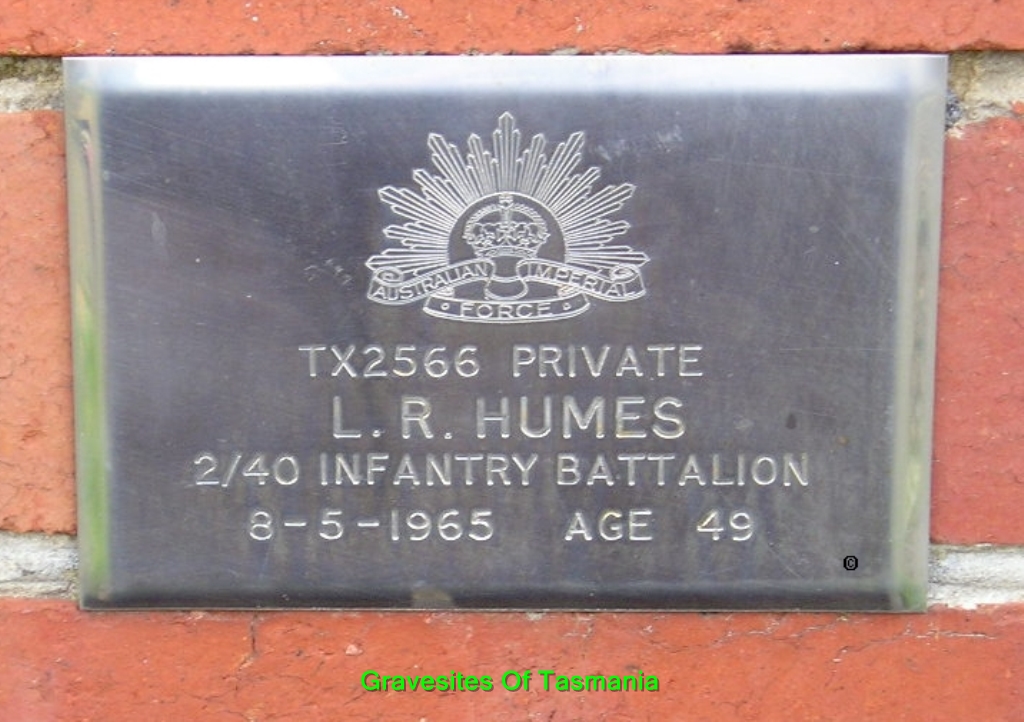 AUSTRALIAN IMPERIAL
FORCE
TX2566 PRIVATE
L. R. HUMES
2/40 INFANTRY BATTALION
8-5-1965 AGE 49
©
Gravesites Of Tasmania